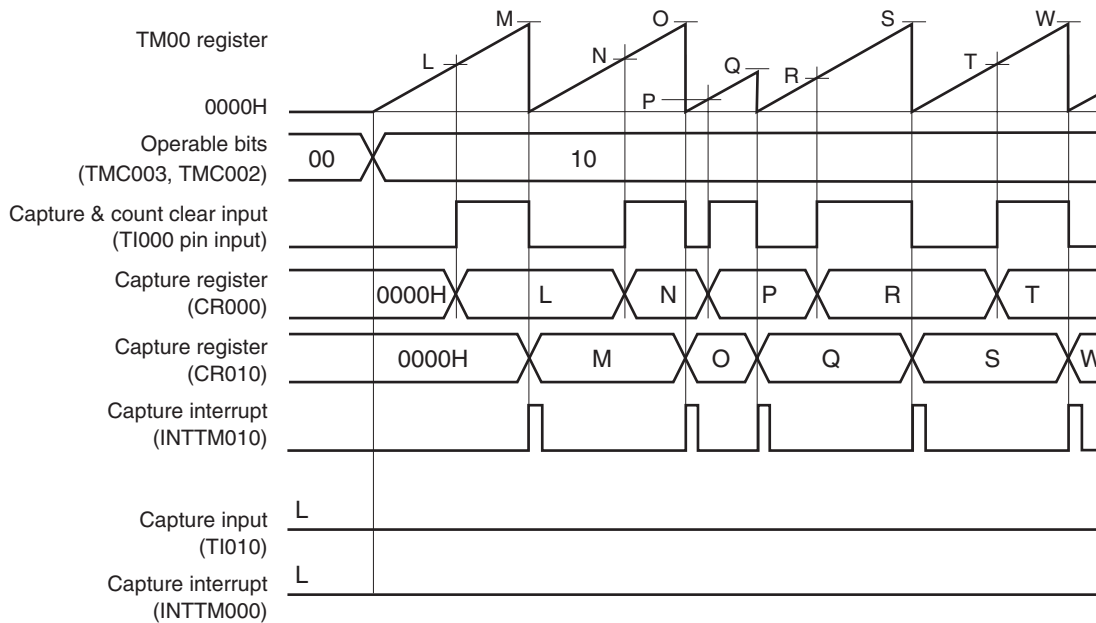 M
O
S
W
TM00 register
L
N
Q
R
T
P
0000H
Operable bits
(TMC003, TMC002)
00
10
Capture & count clear input
(TI000 pin input)
Capture register
(CR000)
0000H
L
N
P
R
T
Capture register
(CR010)
0000H
M
O
Q
S
W
Capture interrupt
(INTTM010)
L
Capture input
(TI010)
L
Capture interrupt
(INTTM000)